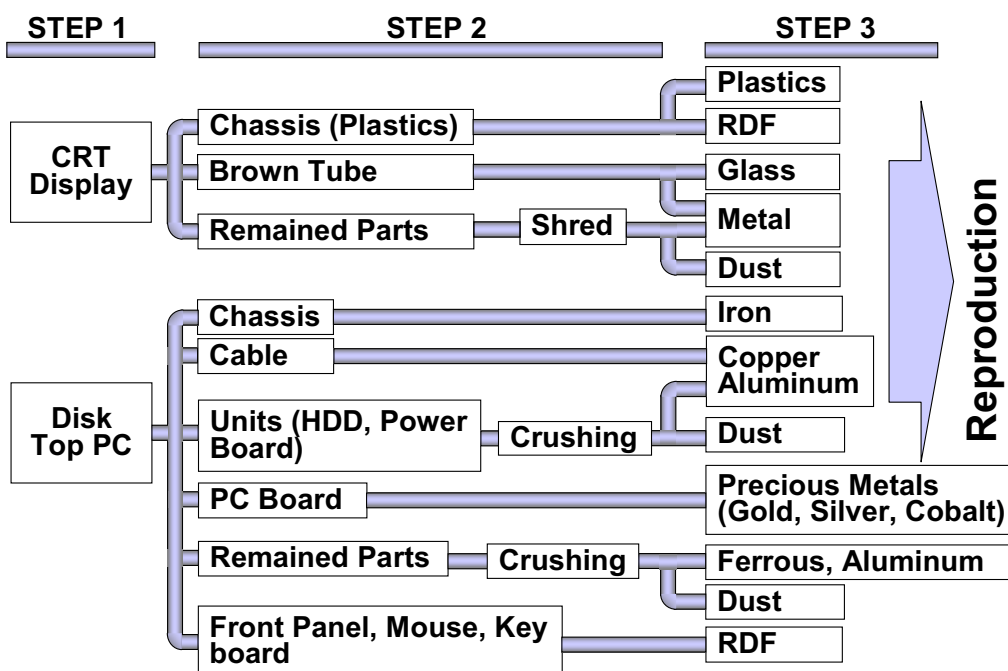 STEP 1
STEP 2
STEP 3
CRT
Display
Chassis (Plastics)
Brown Tube
Remained Parts
Shred
Plastics
RDF
Glass
Metal
Dust
Disk
Top PC
Chassis
Cable
Units (HDD, Power
Board)
Crushing
PC Board
Remained Parts
Crushing
Front Panel, Mouse, Key
board
Iron
Copper
Aluminum
Dust
Precious Metals
(Gold, Silver, Cobalt)
Ferrous, Aluminum
Dust
RDF
Reproduction